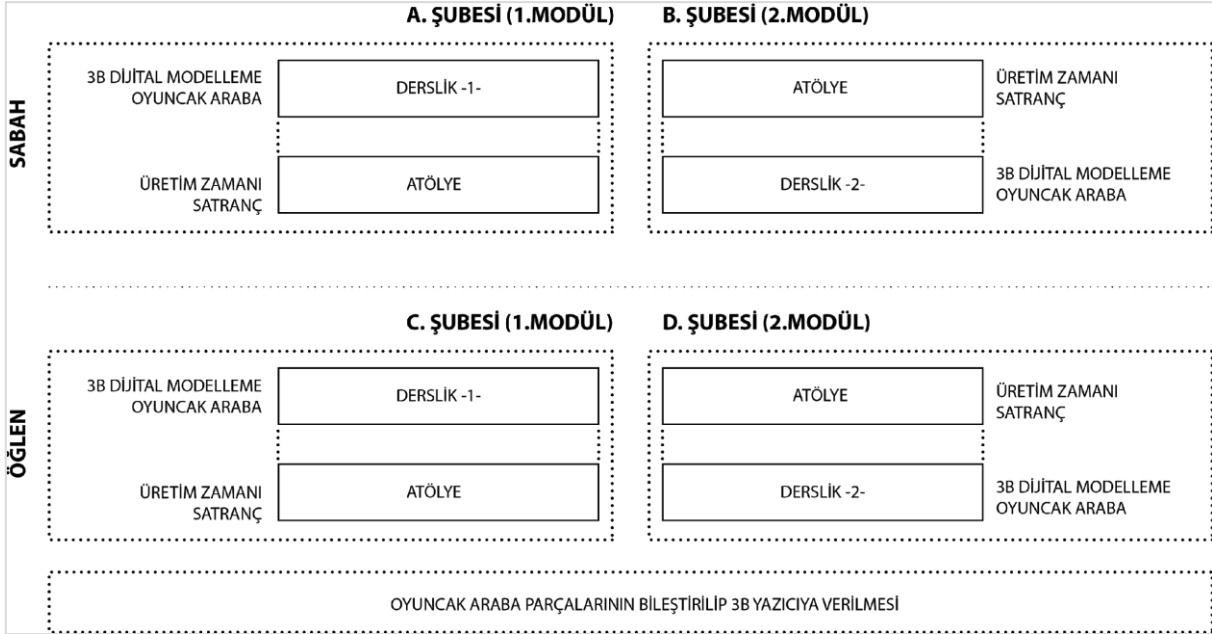 A. ŞUBESİ (1.MODÜL)
B. ŞUBESİ (2.MODÜL)
SABAH
3B DİJİTAL MODELLEME
OYUNCAK ARABA
DERSLİK -1-
ATÖLYE
ÜRETİM ZAMANI
SATRANÇ
ÜRETİM ZAMANI
SATRANÇ
ATÖLYE
DERSLİK -2-
3B DİJİTAL MODELLEME
OYUNCAK ARABA
C. ŞUBESİ (1.MODÜL)
D. ŞUBESİ (2.MODÜL)
ÖĞLEN
3B DİJİTAL MODELLEME
OYUNCAK ARABA
DERSLİK -1-
ATÖLYE
ÜRETİM ZAMANI
SATRANÇ
ÜRETİM ZAMANI
SATRANÇ
ATÖLYE
DERSLİK -2-
3B DİJİTAL MODELLEME
OYUNCAK ARABA
OYUNCAK ARABA PARÇALARININ BİLEŞTİRİLİP 3B YAZICIYA VERİLMESİ